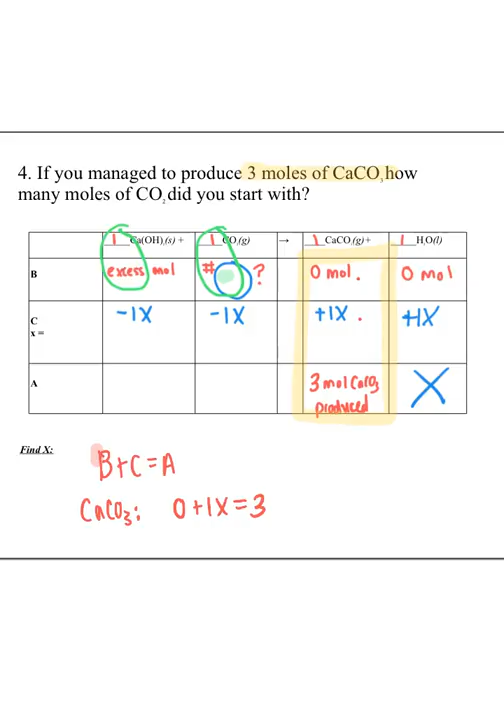 4. If you managed to produce 3 moles of CaCO₃ how
many moles of CO₂ did you start with?
1 Ca(OH)₂(s) + 1 CO₂(g) → 1 CaCO₃(g) + 1 H₂O(l)
B excess mol # ? 0 mol. 0 mol
C -1X -1X +1X. +1X
x =
A 3 mol CaCO₃ X
produced
Find X:
B+C=A
CaCO₃: 0+1X=3